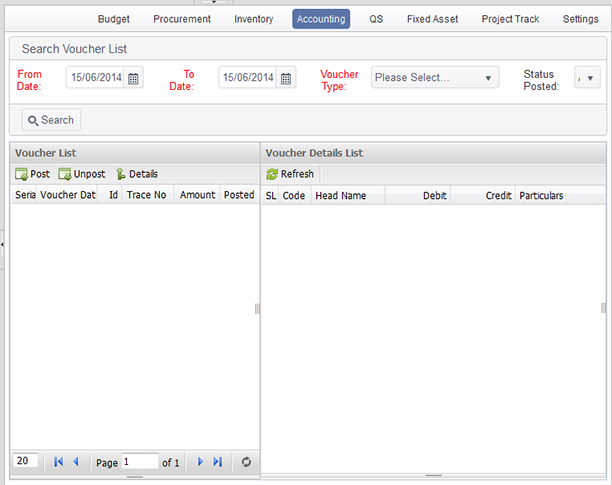 Budget Procurement Inventory Accounting QS Fixed Asset Project Track Settings
Search Voucher List
From Date: 15/06/2014 To Date: 15/06/2014 Voucher Type: Please Select... Status Posted:
Search
Voucher List
Post Unpost Details
Seria Voucher Dat Id Trace No Amount Posted
20 Page 1 of 1
Voucher Details List
Refresh
SL Code Head Name Debit Credit Particulars